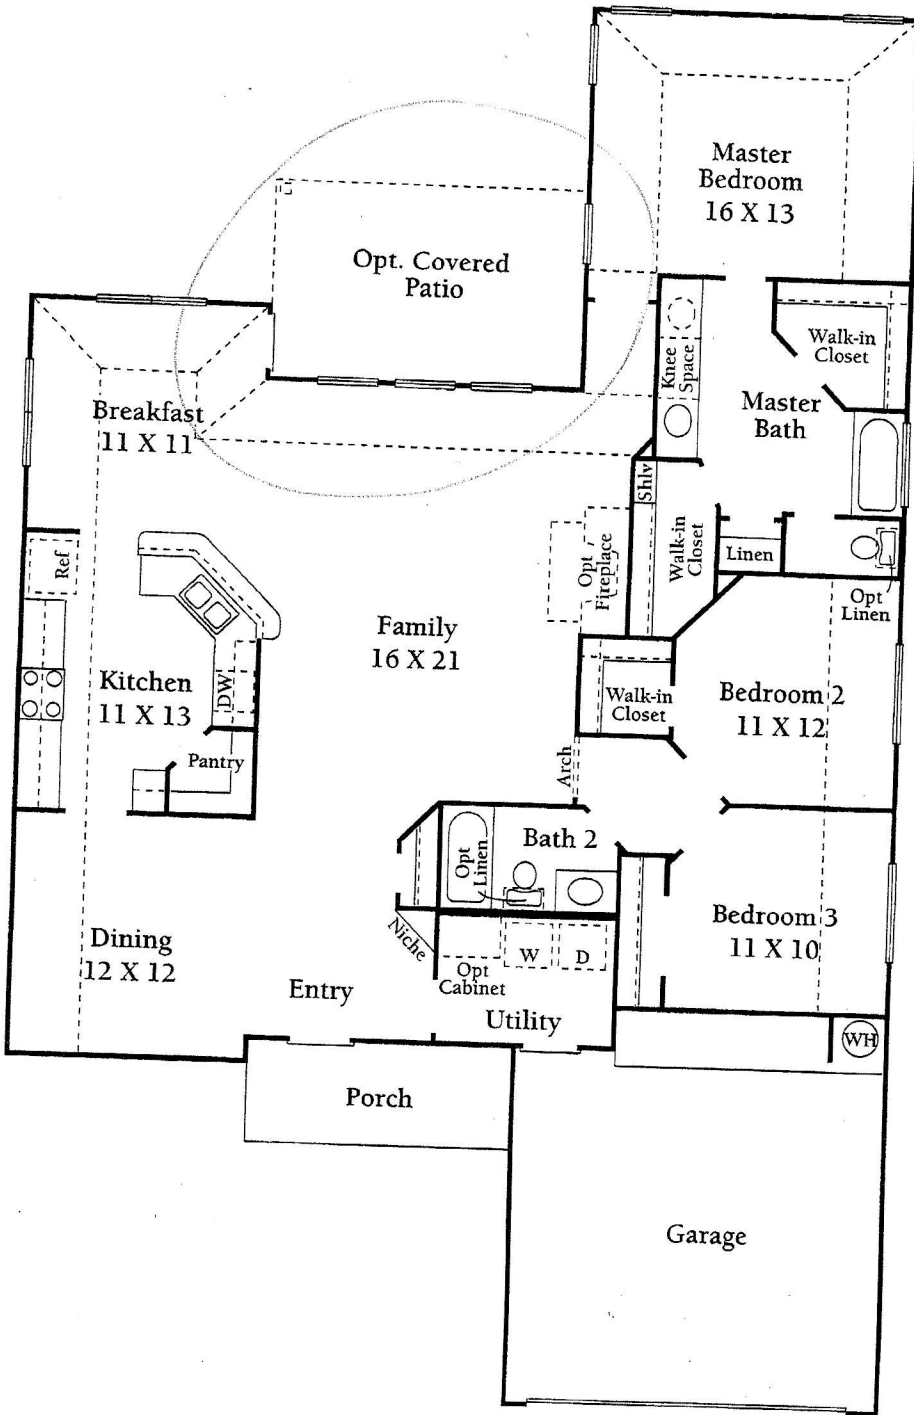 Master
Bedroom
16 X 13
Opt. Covered
Patio
Walk-in
Closet
Knee
Space
Breakfast
11 X 11
Master
Bath
Shlv
Ref
Opt
Fireplace
Walk-in
Closet
Linen
Opt
Linen
Family
16 X 21
Kitchen
11 X 13
DW
Walk-in
Closet
Bedroom 2
11 X 12
Pantry
Arch
Opt
Linen
Bath 2
Bedroom 3
11 X 10
Dining
12 X 12
Niche
W
D
Opt
Cabinet
Entry
Utility
WH
Porch
Garage